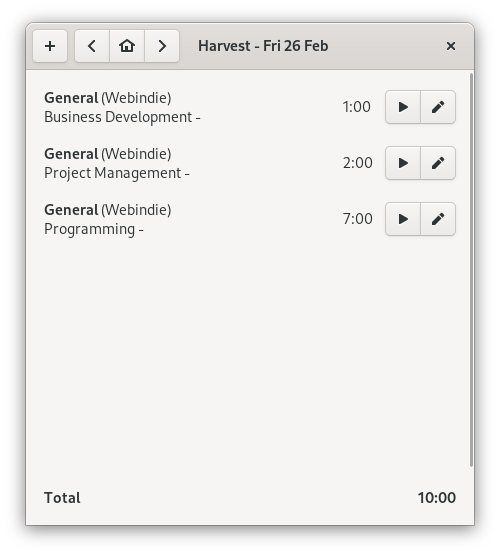 Harvest - Fri 26 Feb
General (Webindie)
Business Development -
1:00
General (Webindie)
Project Management -
2:00
General (Webindie)
Programming -
7:00
Total 10:00